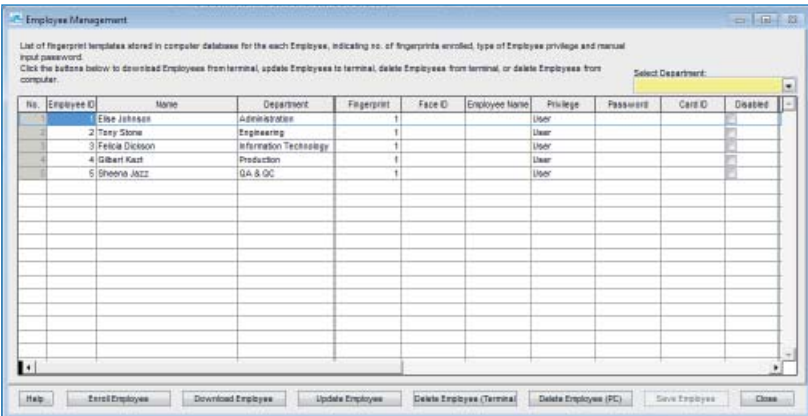 Employee Management
List of fingerprint templates stored in computer database for the each Employee, indicating no. of fingerprints enrolled, type of Employee privilege and manual
input password.
Click the buttons below to download Employees from terminal, update Employees to terminal, delete Employees from terminal, or delete Employees from
computer.
Select Department:
No. Employee ID Name Department Fingerprint Face ID Employee Name Privilege Password Card ID Disabled
1 1 Elise Johnson Administration 1 User
2 2 Tony Stone Engineering 1 User
3 3 Felicia Dickson Information Technology 1 User
4 4 Gilbert Kazt Production 1 User
5 5 Sheena Jazz QA & QC 1 User
Help Enroll Employee Download Employee Update Employee Delete Employee (Terminal Delete Employee (PC) Save Employee Close